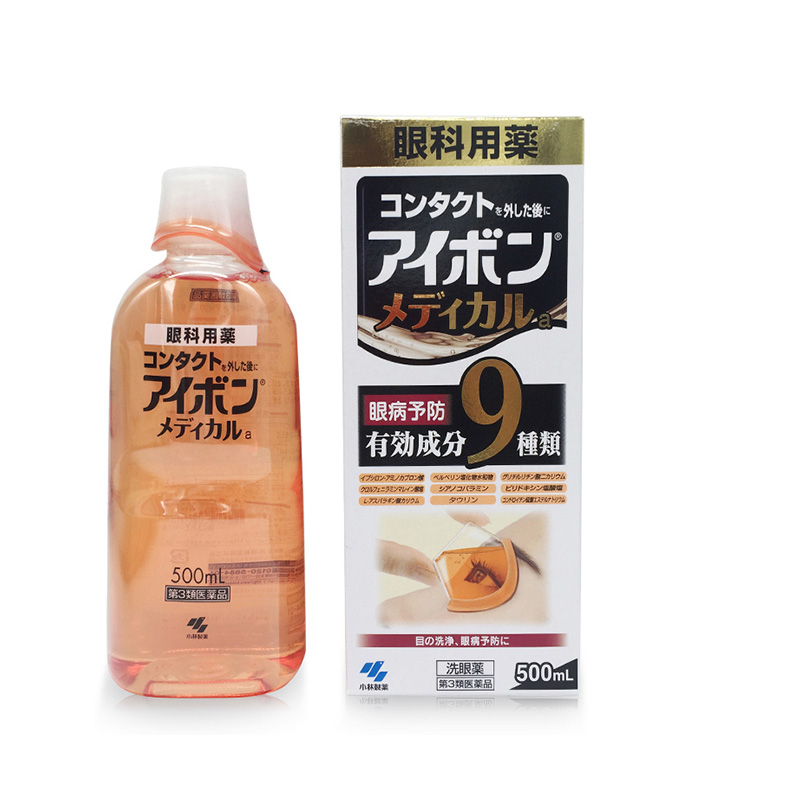 眼科用薬
コンタクトを外した後に
アイボン®
メディカルa
500mL
第3類医薬品
小林製薬
眼科用薬
コンタクトを外した後に
アイボン®
メディカルa
眼病予防
有効成分9種類
イプシロン-アミノカプロン酸 ベルベリン塩化物水和物 グリチルリチン酸二カリウム
クロルフェニラミンマレイン酸塩 シアノコバラミン ピリドキシン塩酸塩
L-アスパラギン酸カリウム タウリン コンドロイチン硫酸エステルナトリウム
目の洗浄、眼病予防に
小林製薬
洗眼薬
第3類医薬品
500mL